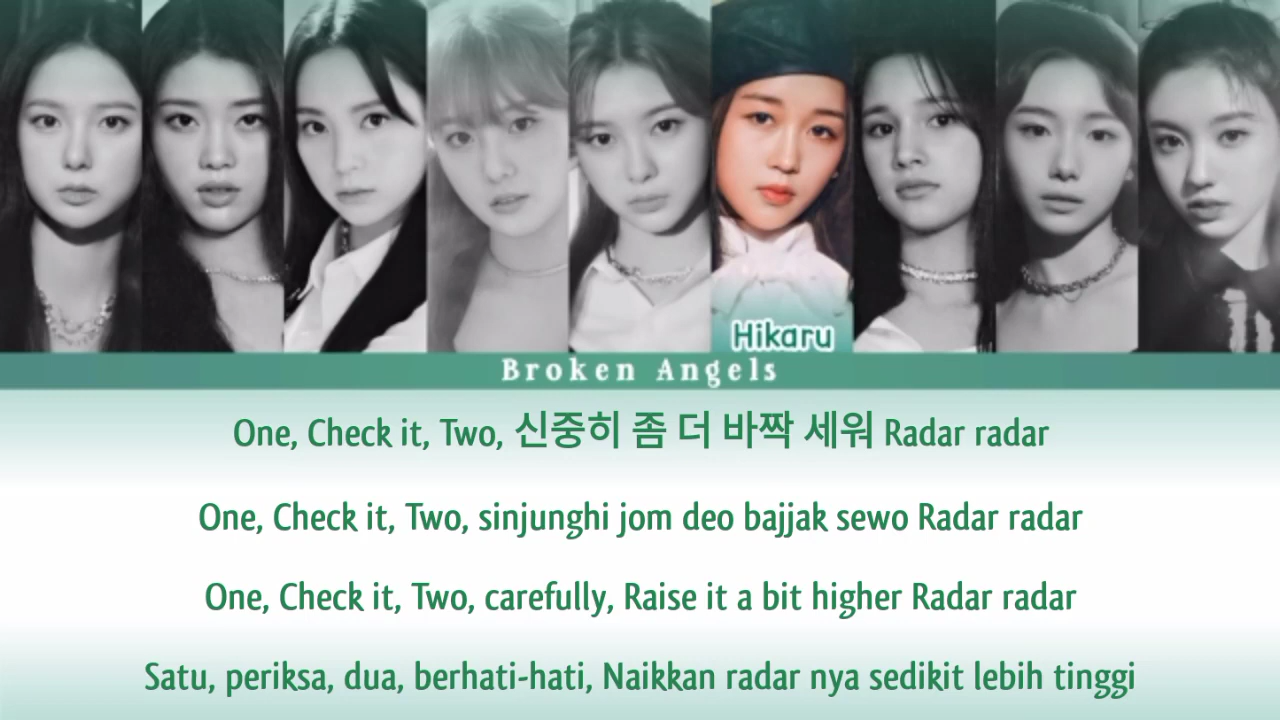 Hikaru
Broken Angels
One, Check it, Two, 신중히 좀 더 바짝 세워 Radar radar
One, Check it, Two, sinjunghi jom deo bajjak sewo Radar radar
One, Check it, Two, carefully, Raise it a bit higher Radar radar
Satu, periksa, dua, berhati-hati, Naikkan radar nya sedikit lebih tinggi